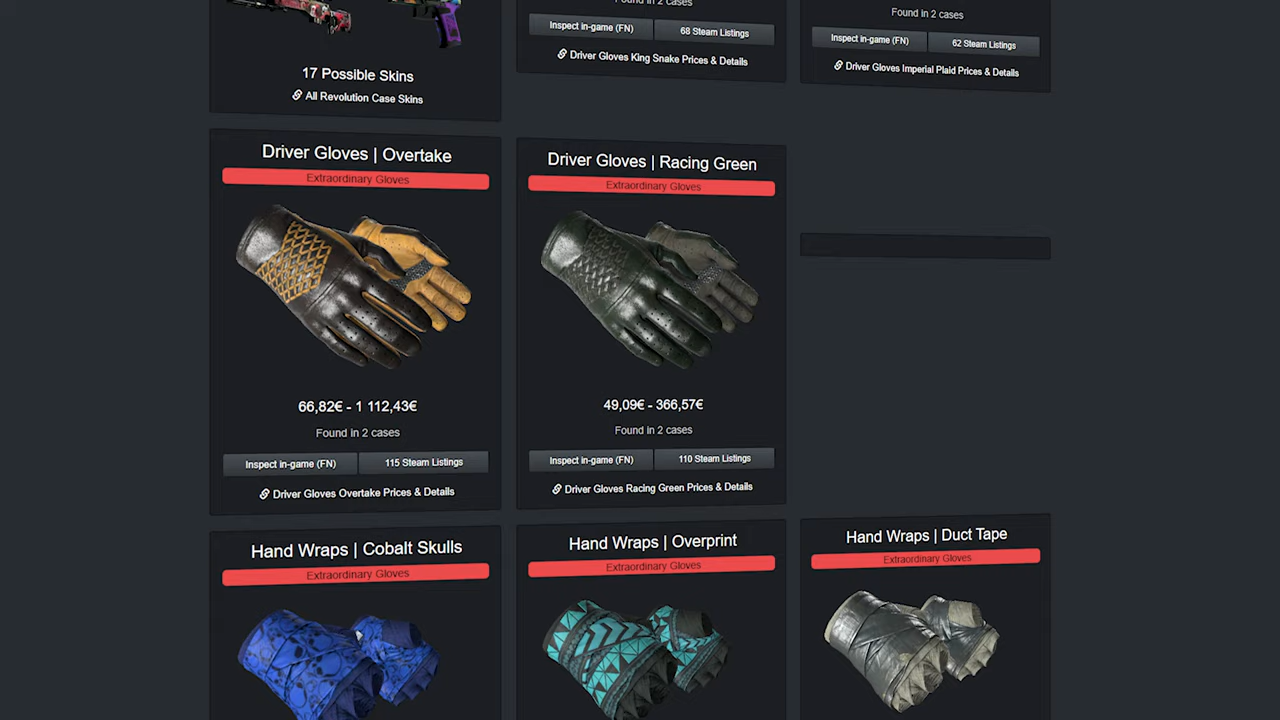 Found in 2 cases
Inspect in-game (FN)
68 Steam Listings
Driver Gloves King Snake Prices & Details
Found in 2 cases
Inspect in-game (FN)
62 Steam Listings
Driver Gloves Imperial Plaid Prices & Details
17 Possible Skins
All Revolution Case Skins
Driver Gloves | Overtake
Extraordinary Gloves
66,82€ - 1 112,43€
Found in 2 cases
Inspect in-game (FN)
115 Steam Listings
Driver Gloves Overtake Prices & Details
Driver Gloves | Racing Green
Extraordinary Gloves
49,09€ - 366,57€
Found in 2 cases
Inspect in-game (FN)
110 Steam Listings
Driver Gloves Racing Green Prices & Details
Hand Wraps | Cobalt Skulls
Extraordinary Gloves
Hand Wraps | Overprint
Extraordinary Gloves
Hand Wraps | Duct Tape
Extraordinary Gloves